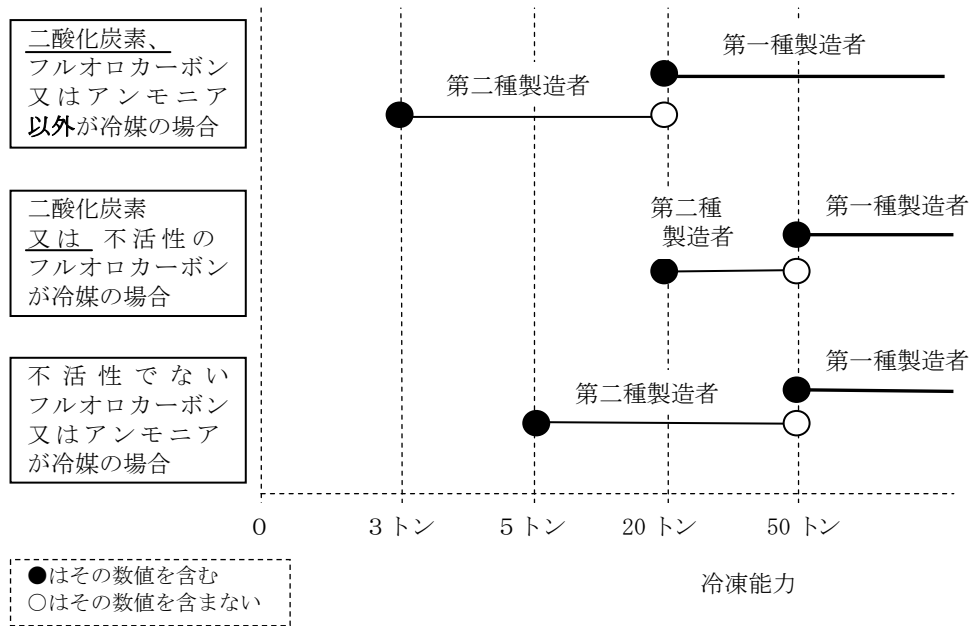 二酸化炭素、
フルオロカーボン
又はアンモニア
以外が冷媒の場合
第二種製造者
第一種製造者
二酸化炭素
又は 不活性の
フルオロカーボン
が冷媒の場合
第二種
製造者
第一種製造者
不活性でない
フルオロカーボン
又はアンモニア
が冷媒の場合
第二種製造者
第一種製造者
0 3トン 5トン 20トン 50トン
冷凍能力
●はその数値を含む
○はその数値を含まない